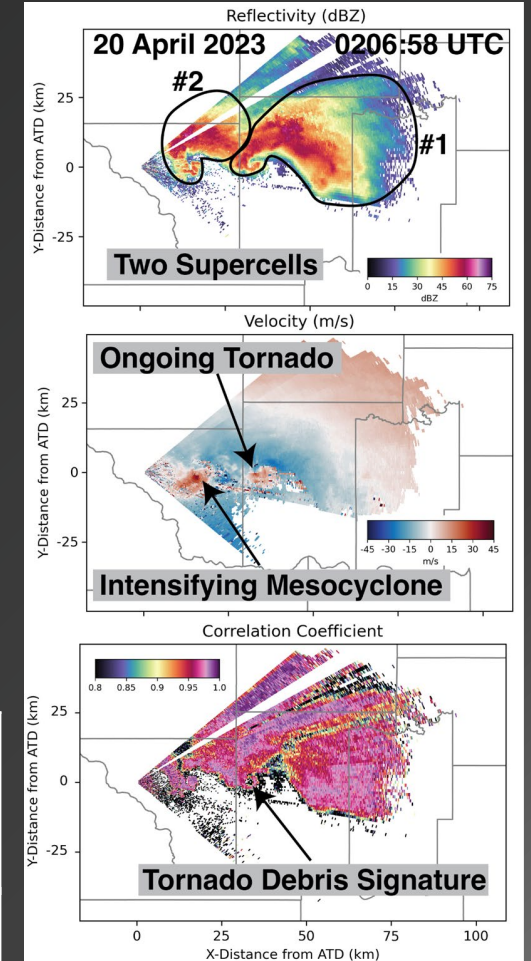 Reflectivity (dBZ)
20 April 2023 0206:58 UTC
#2
#1
25
0
-25
Y-Distance from ATD (km)
Two Supercells
0 15 30 45 60 75
dBZ
Velocity (m/s)
Ongoing Tornado
25
0
-25
Y-Distance from ATD (km)
-45 -30 -15 0 15 30 45
m/s
Intensifying Mesocyclone
Correlation Coefficient
0.8 0.85 0.9 0.95 1.0
25
0
-25
Y-Distance from ATD (km)
Tornado Debris Signature
0 25 50 75 100
X-Distance from ATD (km)